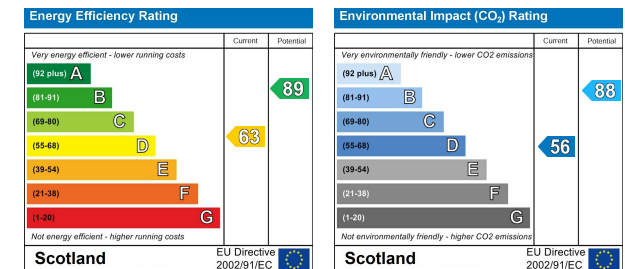 Energy Efficiency Rating
Current Potential
Very energy efficient - lower running costs
(92 plus) A
(81-91) B
(69-80) C
(55-68) D
(39-54) E
(21-38) F
(1-20) G
63
89
Not energy efficient - higher running costs
Scotland
EU Directive
2002/91/EC
Environmental Impact (CO₂) Rating
Current Potential
Very environmentally friendly - lower CO2 emissions
(92 plus) A
(81-91) B
(69-80) C
(55-68) D
(39-54) E
(21-38) F
(1-20) G
56
88
Not environmentally friendly - higher CO2 emissions
Scotland
EU Directive
2002/91/EC